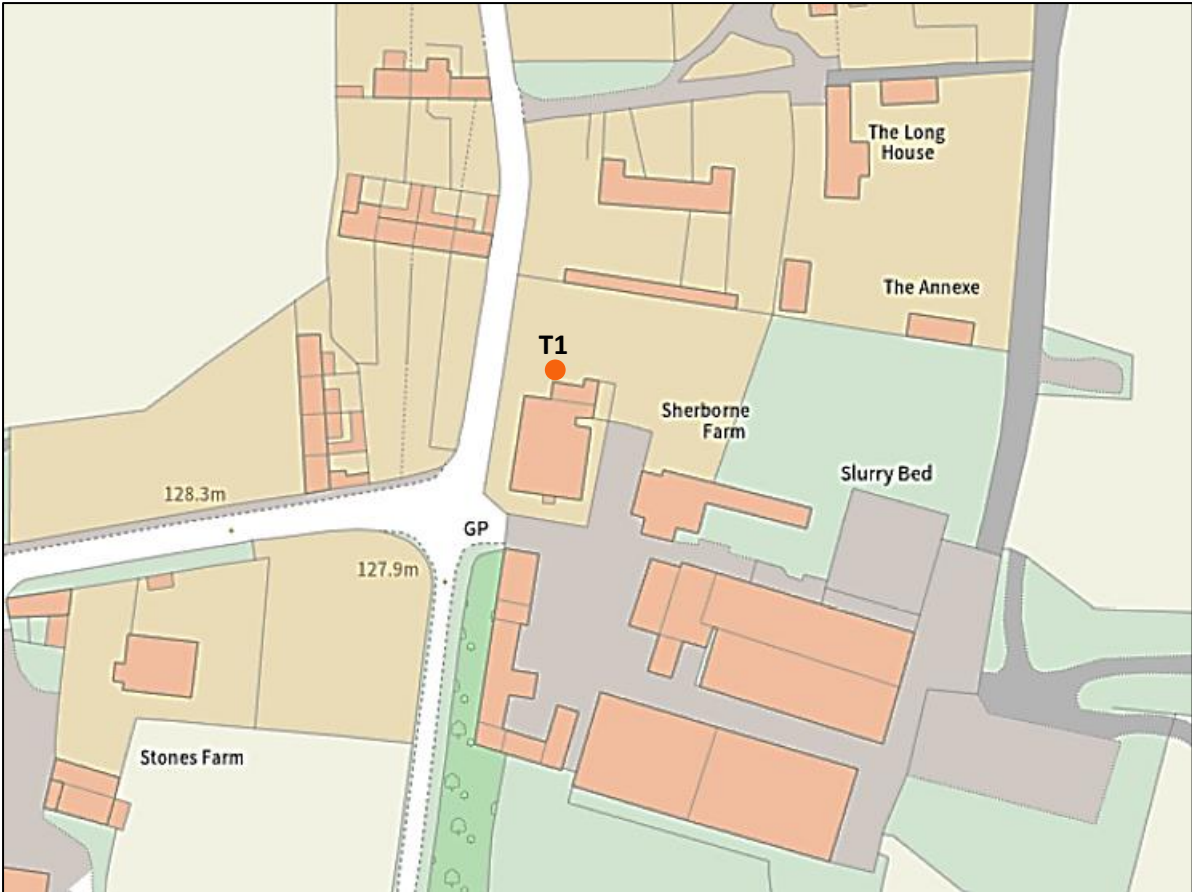 The Long
House
The Annexe
T1
Sherborne
Farm
Slurry Bed
128.3m
GP
127.9m
Stones Farm